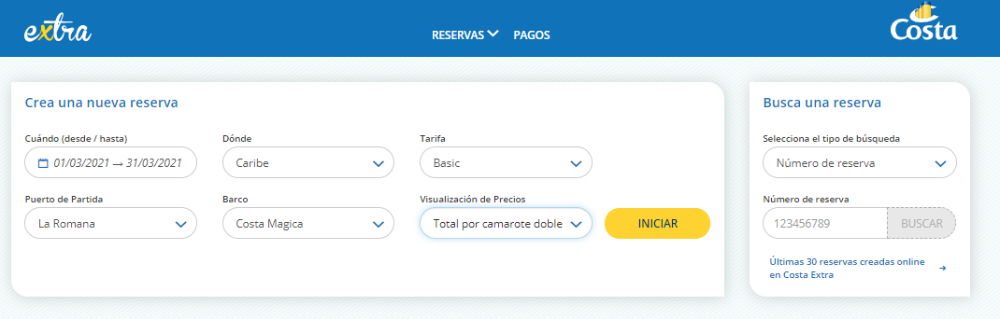 extra
RESERVAS
PAGOS
Costa
Crea una nueva reserva
Cuándo (desde / hasta)
01/03/2021 → 31/03/2021
Dónde
Caribe
Tarifa
Basic
Puerto de Partida
La Romana
Barco
Costa Magica
Visualización de Precios
Total por camarote doble
INICIAR
Busca una reserva
Selecciona el tipo de búsqueda
Número de reserva
Número de reserva
123456789
BUSCAR
Últimas 30 reservas creadas online
en Costa Extra →